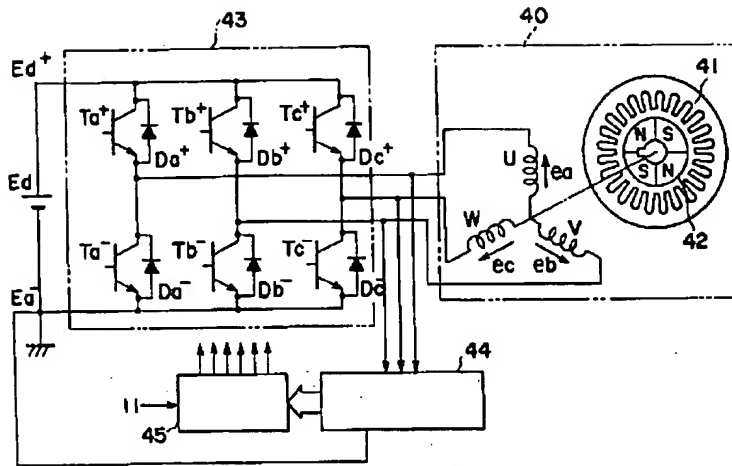 43
40
Ed+
Ta+
Tb+
Tc+
Da+
Db+
Dc+
41
N
S
S
N
42
U
ea
Ed
W
V
ec
eb
Ta-
Tb-
Tc-
Da-
Db-
Dc-
Ea-
44
11
45